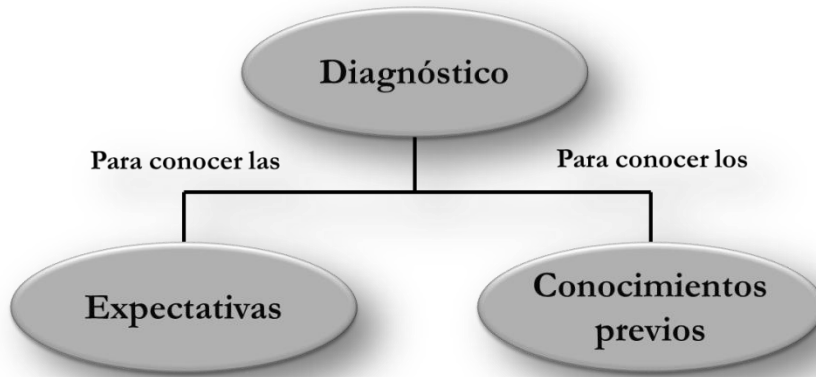 Diagnóstico
Para conocer las
Para conocer los
Expectativas
Conocimientos
previos